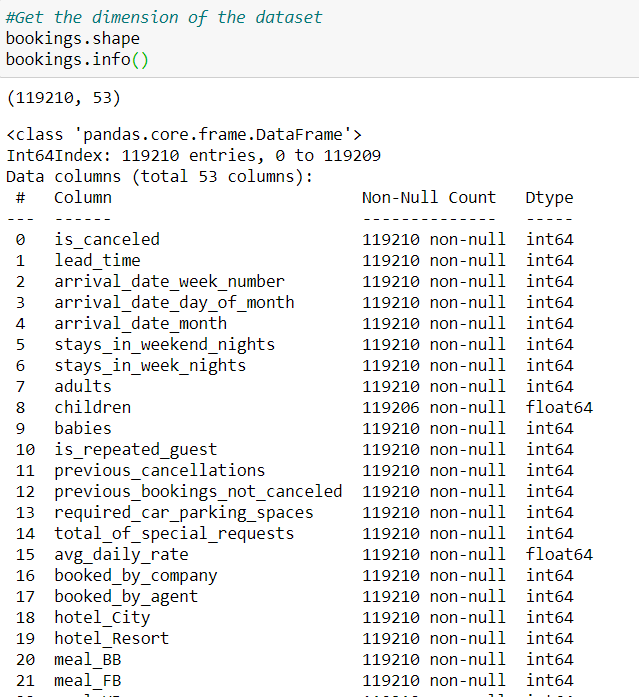 #Get the dimension of the dataset
bookings.shape
bookings.info()
(119210, 53)
<class 'pandas.core.frame.DataFrame'>
Int64Index: 119210 entries, 0 to 119209
Data columns (total 53 columns):
 #   Column                          Non-Null Count   Dtype
---  ------                          --------------   -----
 0   is_canceled                     119210 non-null  int64
 1   lead_time                       119210 non-null  int64
 2   arrival_date_week_number        119210 non-null  int64
 3   arrival_date_day_of_month       119210 non-null  int64
 4   arrival_date_month              119210 non-null  int64
 5   stays_in_weekend_nights         119210 non-null  int64
 6   stays_in_week_nights            119210 non-null  int64
 7   adults                          119210 non-null  int64
 8   children                        119206 non-null  float64
 9   babies                          119210 non-null  int64
 10  is_repeated_guest               119210 non-null  int64
 11  previous_cancellations          119210 non-null  int64
 12  previous_bookings_not_canceled  119210 non-null  int64
 13  required_car_parking_spaces     119210 non-null  int64
 14  total_of_special_requests       119210 non-null  int64
 15  avg_daily_rate                  119210 non-null  float64
 16  booked_by_company               119210 non-null  int64
 17  booked_by_agent                 119210 non-null  int64
 18  hotel_City                      119210 non-null  int64
 19  hotel_Resort                    119210 non-null  int64
 20  meal_BB                         119210 non-null  int64
 21  meal_FB                         119210 non-null  int64